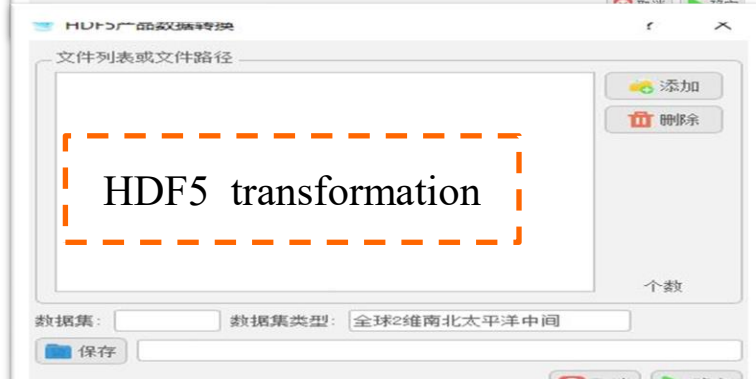 HDF5产品数据转换 ?
文件列表或文件路径
添加
删除
HDF5 transformation
个数
数据集: 数据集类型: 全球2维南北太平洋中间
保存